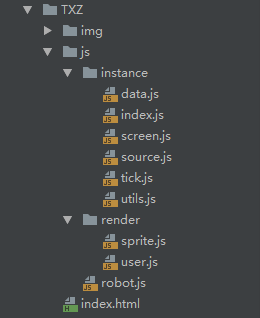 TXZ
img
js
instance
data.js
index.js
screen.js
source.js
tick.js
utils.js
render
sprite.js
user.js
robot.js
index.html